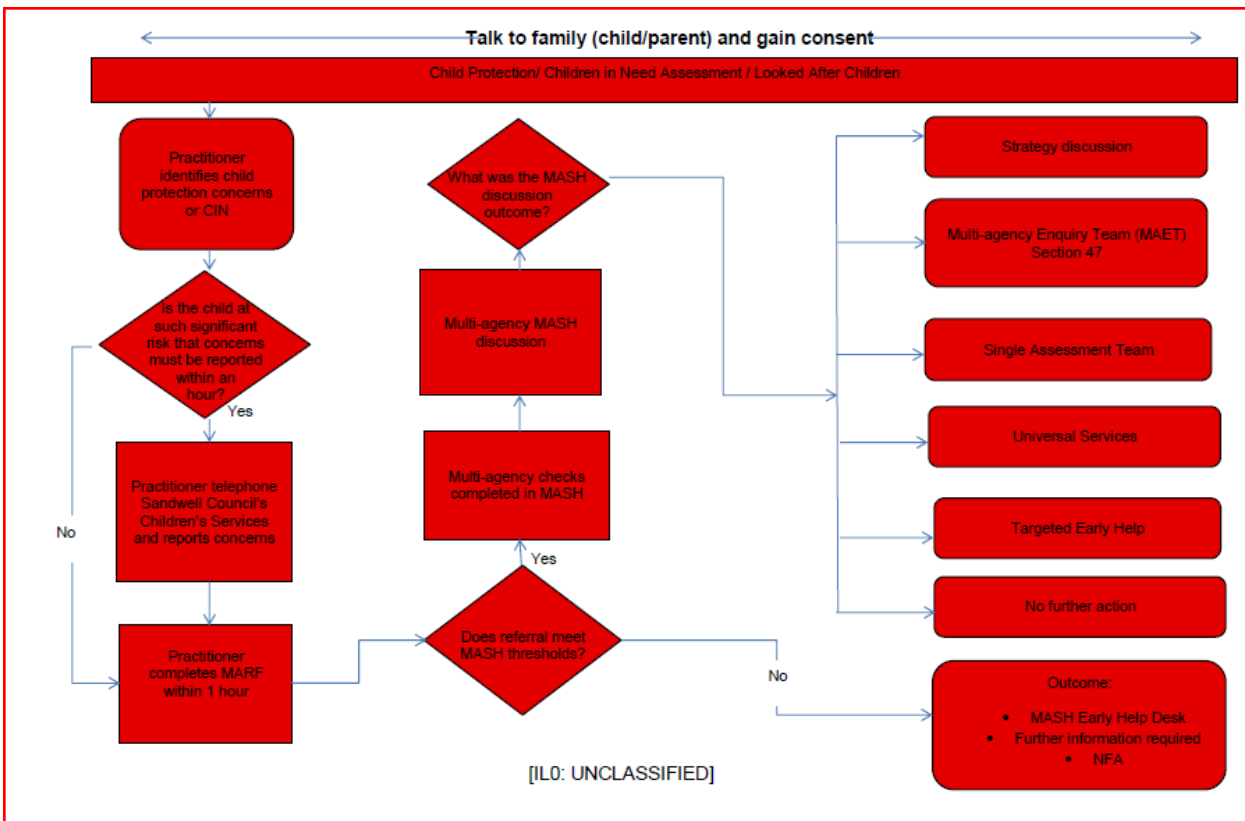 Talk to family (child/parent) and gain consent
Child Protection/ Children in Need Assessment / Looked After Children
Practitioner
identifies child
protection concerns
or CIN
Is the child at
such significant
risk that concerns
must be reported
within an
hour?
Yes
No
Practitioner telephone
Sandwell Council's
Children's Services
and reports concerns
Practitioner
completes MARF
within 1 hour
Does referral meet
MASH thresholds?
Yes
No
Multi-agency checks
completed in MASH
Multi-agency MASH
discussion
What was the MASH
discussion
outcome?
Strategy discussion
Multi-agency Enquiry Team (MAET)
Section 47
Single Assessment Team
Universal Services
Targeted Early Help
No further action
Outcome:
• MASH Early Help Desk
• Further information required
• NFA
[IL0: UNCLASSIFIED]